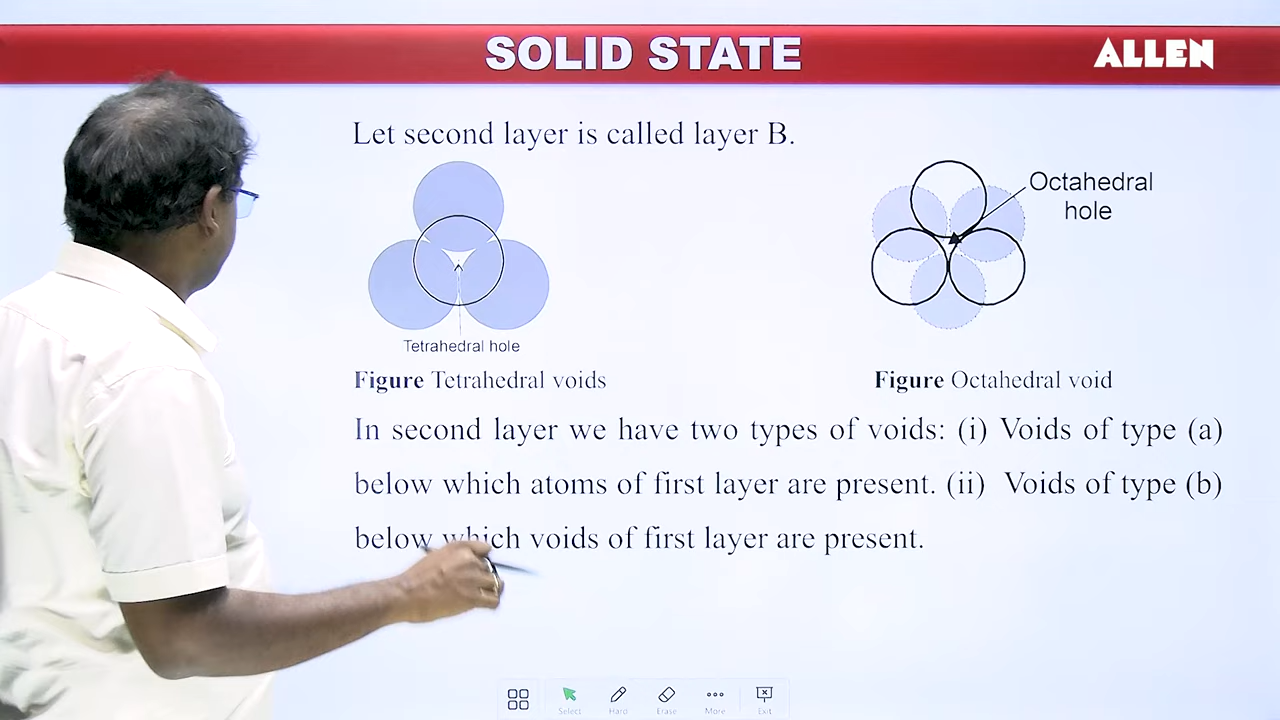 SOLID STATE
ALLEN
Let second layer is called layer B.
Octahedral
hole
Tetrahedral hole
Figure Tetrahedral voids
Figure Octahedral void
In second layer we have two types of voids: (i) Voids of type (a)
below which atoms of first layer are present. (ii) Voids of type (b)
below which voids of first layer are present.
Select
Hard
Erase
More
Exit